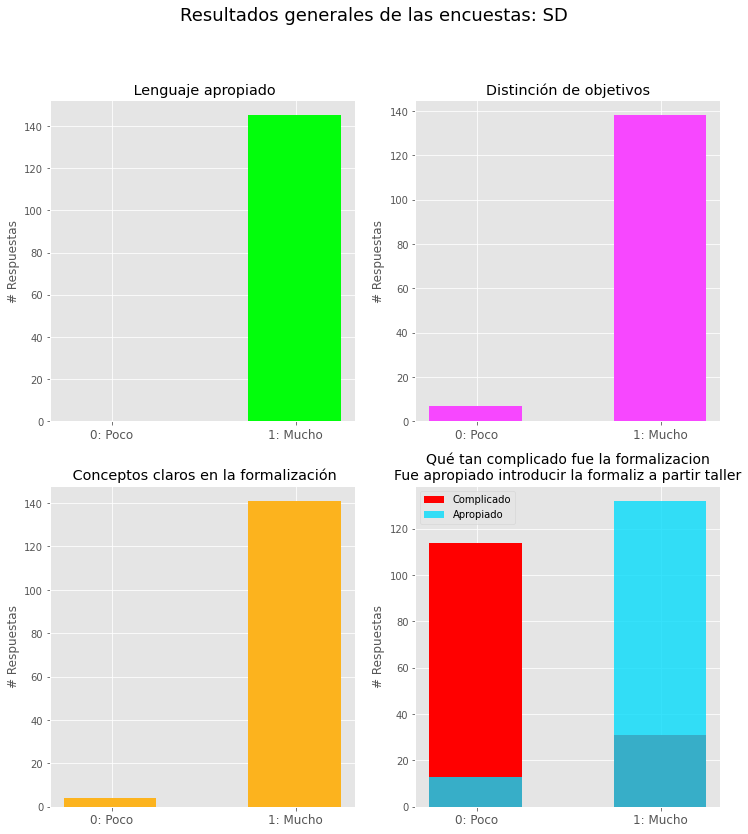 Resultados generales de las encuestas: SD
Lenguaje apropiado
# Respuestas
140
120
100
80
60
40
20
0
0: Poco
1: Mucho
Distinción de objetivos
# Respuestas
140
120
100
80
60
40
20
0
0: Poco
1: Mucho
Conceptos claros en la formalización
# Respuestas
140
120
100
80
60
40
20
0
0: Poco
1: Mucho
Qué tan complicado fue la formalizacion
Fue apropiado introducir la formaliz a partir taller
Complicado
Apropiado
# Respuestas
120
100
80
60
40
20
0
0: Poco
1: Mucho